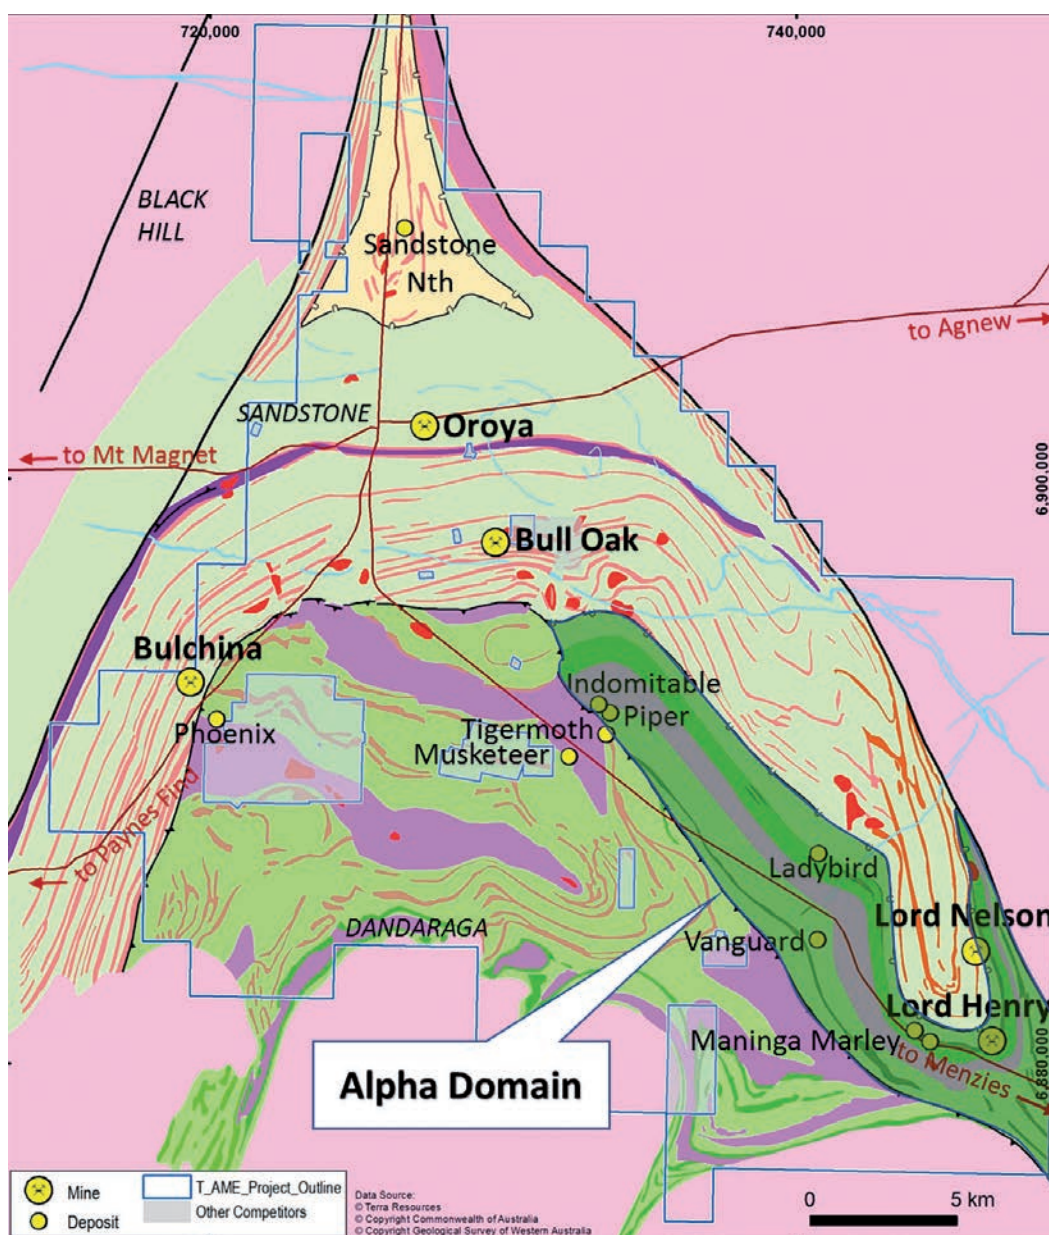 720,000
740,000
BLACK
HILL
Sandstone
Nth
to Agnew
SANDSTONE
Oroya
to Mt Magnet
6,900,000
Bull Oak
Bulchina
Indomitable
Phoenix
Piper
Tigermoth
Musketeer
to Paynes Find
Ladybird
DANDARAGA
Lord Nelson
Vanguard
Lord Henry
Maninga Marley
to Menzies
6,880,000
Alpha Domain
Mine
Deposit
T_AME_Project_Outline
Other Competitors
Data Source:
© Terra Resources
© Copyright Commonwealth of Australia
© Copyright Geological Survey of Western Australia
0
5 km